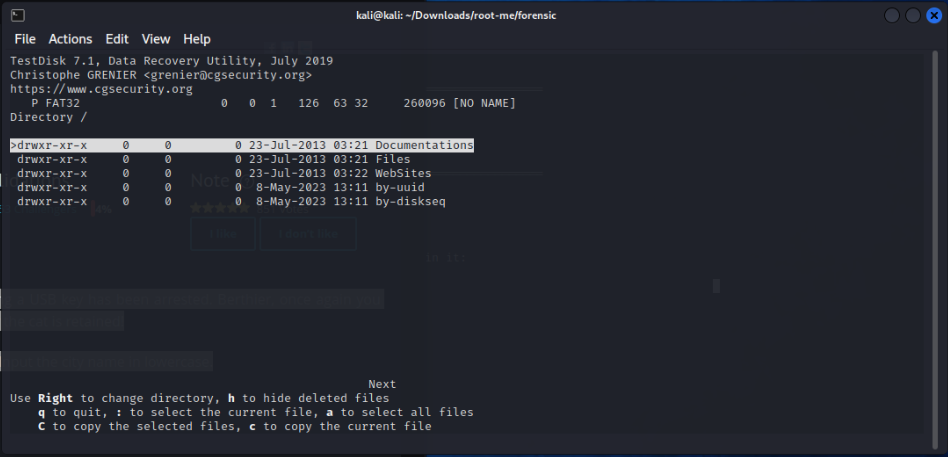 kali@kali: ~/Downloads/root-me/forensic
File Actions Edit View Help
TestDisk 7.1, Data Recovery Utility, July 2019
Christophe GRENIER <grenier@cgsecurity.org>
https://www.cgsecurity.org
P FAT32 0 0 1 126 63 32 260096 [NO NAME]
Directory /
>drwxr-xr-x 0 0 0 23-Jul-2013 03:21 Documentations
drwxr-xr-x 0 0 0 23-Jul-2013 03:21 Files
drwxr-xr-x 0 0 0 23-Jul-2013 03:22 WebSites
drwxr-xr-x 0 0 0 8-May-2023 13:11 by-uuid
drwxr-xr-x 0 0 0 8-May-2023 13:11 by-diskseq
Next
Use Right to change directory, h to hide deleted files
q to quit, : to select the current file, a to select all files
C to copy the selected files, c to copy the current file